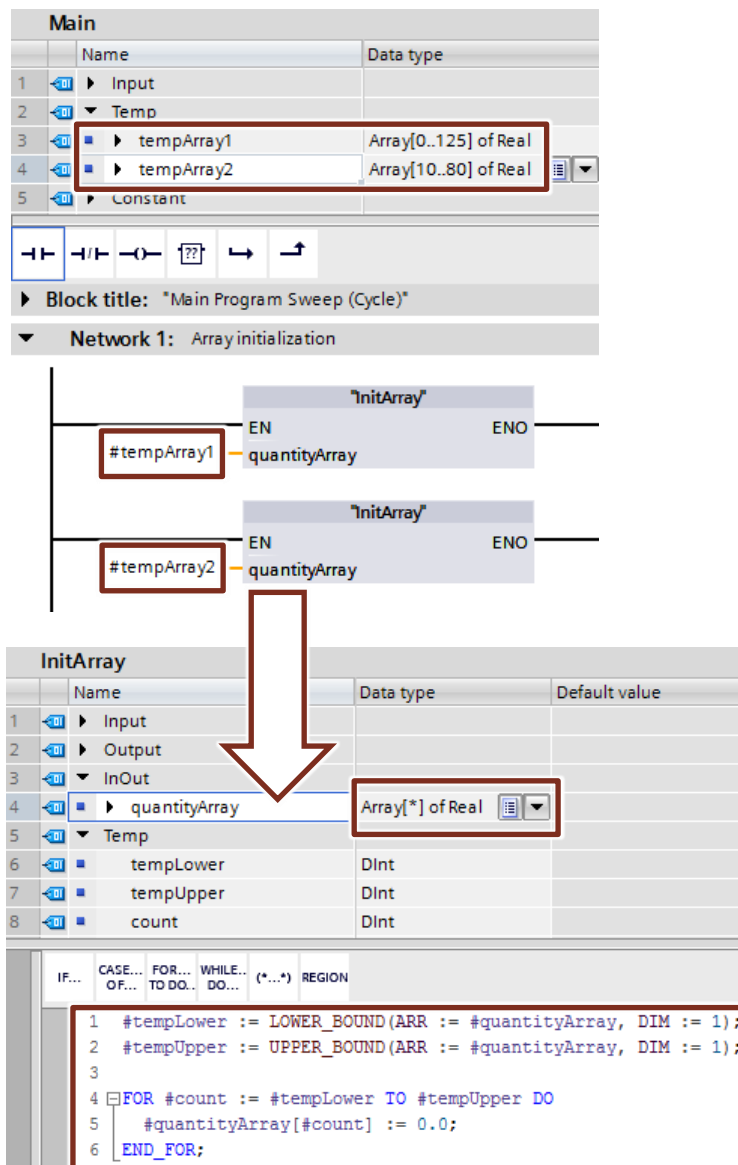 Main
Name Data type
1 Input
2 Temp
3 tempArray1 Array[0..125] of Real
4 tempArray2 Array[10..80] of Real
5 Constant
??
Block title: "Main Program Sweep (Cycle)"
Network 1: Array initialization
"InitArray"
EN ENO
#tempArray1 quantityArray
"InitArray"
EN ENO
#tempArray2 quantityArray
InitArray
Name Data type Default value
1 Input
2 Output
3 InOut
4 quantityArray Array[*] of Real
5 Temp
6 tempLower DInt
7 tempUpper DInt
8 count DInt
IF... CASE... FOR... WHILE.. (*...*) REGION
OF... TO DO.. DO...
1 #tempLower := LOWER_BOUND(ARR := #quantityArray, DIM := 1);
2 #tempUpper := UPPER_BOUND(ARR := #quantityArray, DIM := 1);
3
4 FOR #count := #tempLower TO #tempUpper DO
5 #quantityArray[#count] := 0.0;
6 END_FOR;